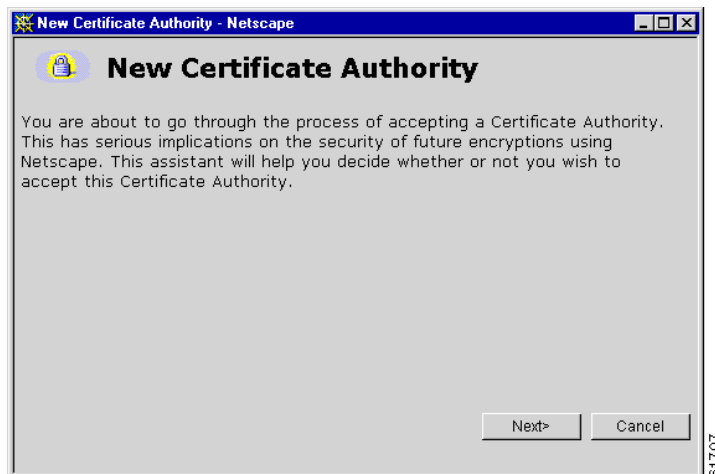 New Certificate Authority - Netscape
New Certificate Authority
You are about to go through the process of accepting a Certificate Authority.
This has serious implications on the security of future encryptions using
Netscape. This assistant will help you decide whether or not you wish to
accept this Certificate Authority.
Next>
Cancel